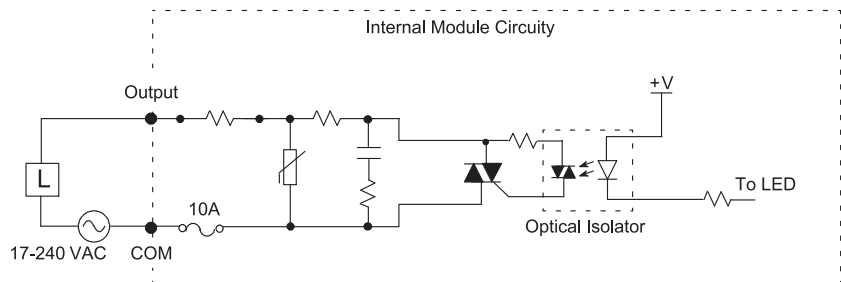 Internal Module Circuity
Output
+V
L
10A
To LED
17-240 VAC
COM
Optical Isolator